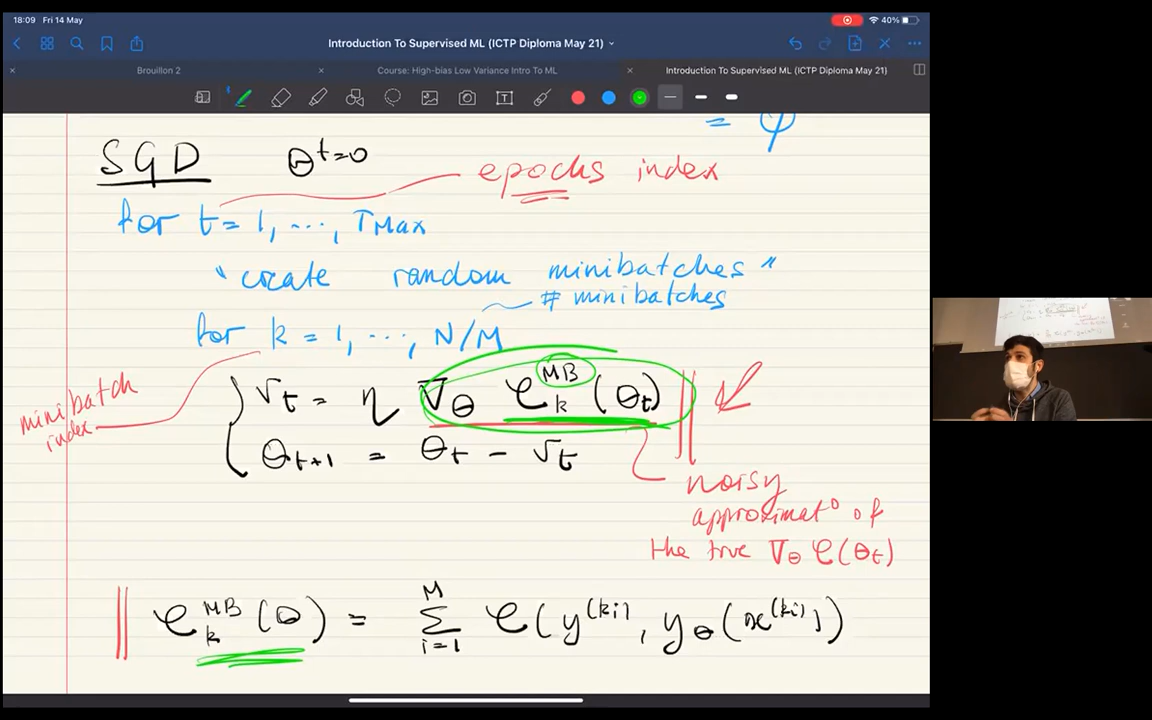 18:09 Fri 14 May
40%
Introduction To Supervised ML (ICTP Diploma May 21)
Brouillon 2
Course: High-bias Low Variance Intro To ML
Introduction To Supervised ML (ICTP Diploma May 21)
= φ
SGD θ^{t=0}
epochs index
for t = 1, ..., TMax
"create random minibatches"
# minibatches
for k = 1, ..., N/M
minibatch
index
v_t = η ∇_θ C_k^{MB}(θ_t)
θ_{t+1} = θ_t - v_t
noisy
approximat° of
the true ∇_θ C(θ_t)
C_k^{MB}(θ) = Σ_{i=1}^{M} C(y^{(ki)}, y_θ(x^{(ki)}))